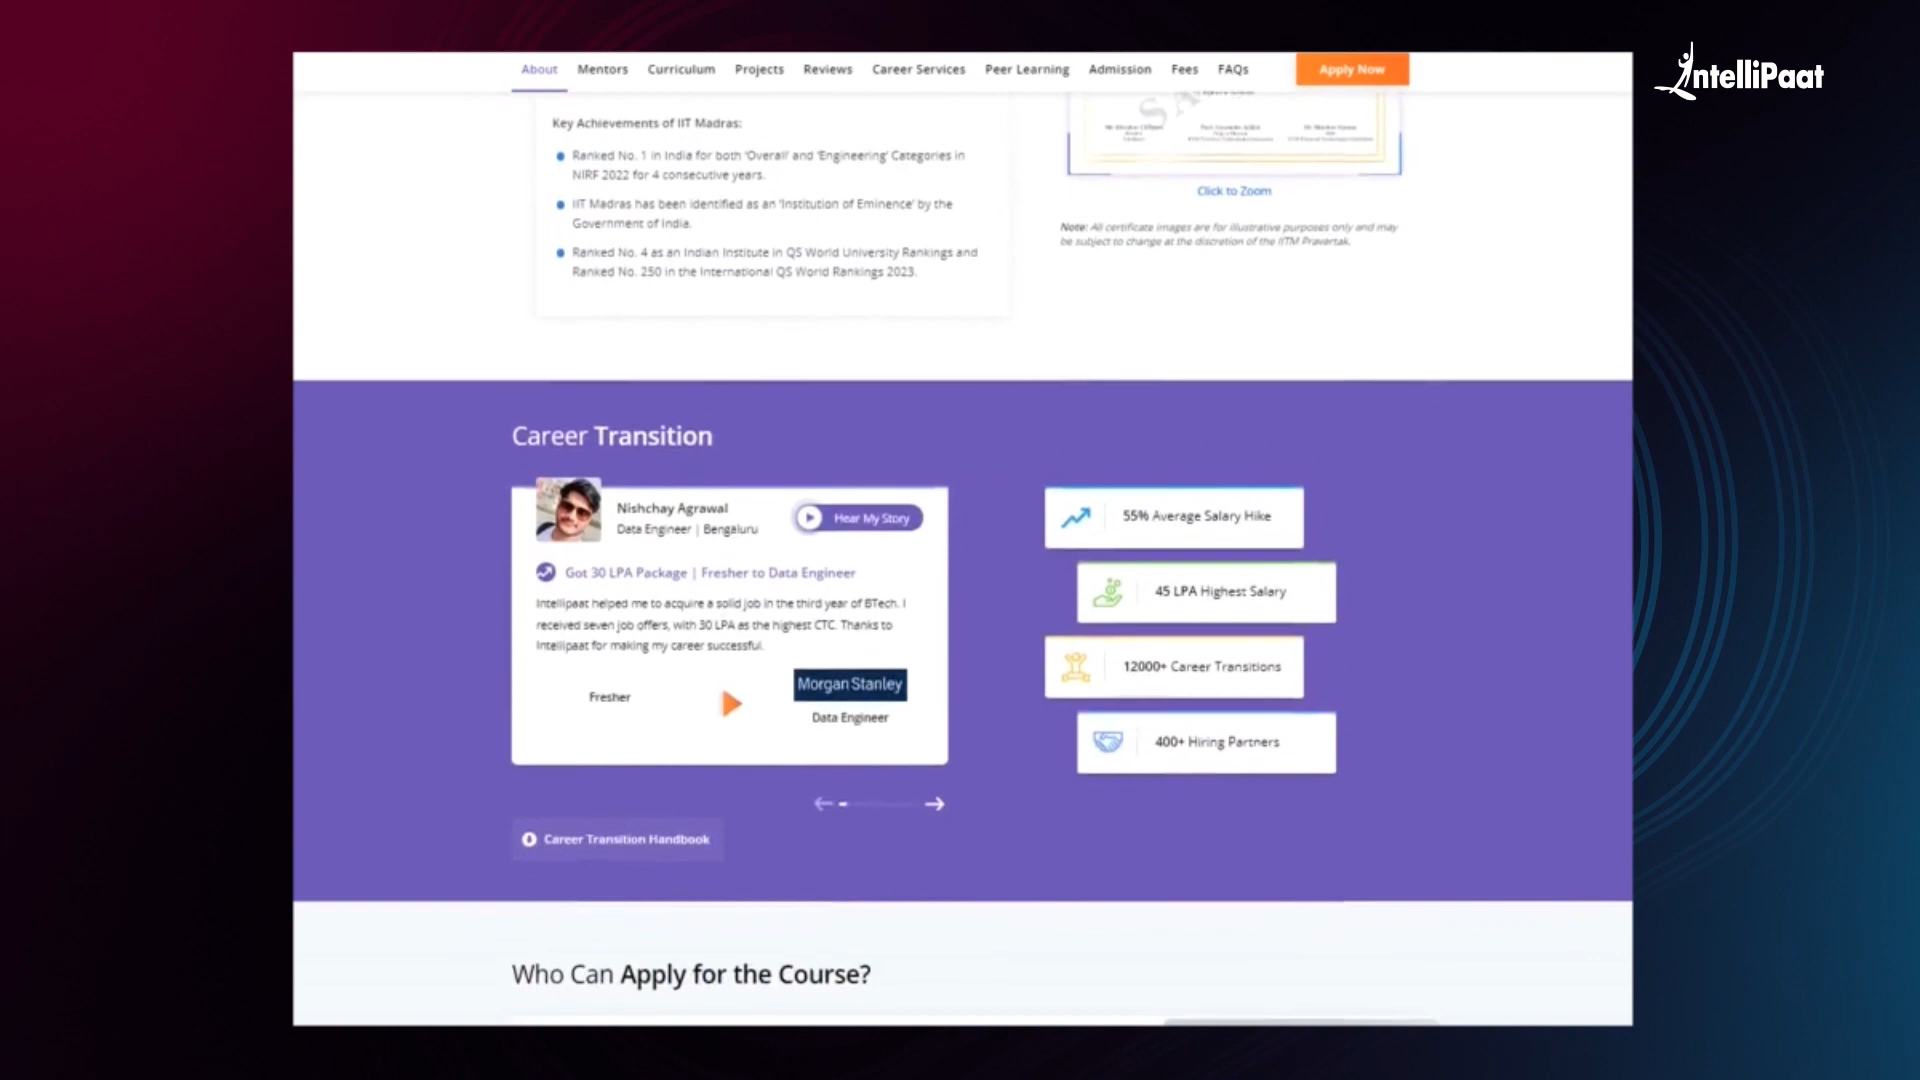 About Mentors Curriculum Projects Reviews Career Services Peer Learning Admission Fees FAQs Apply Now
IntelliPaat
Key Achievements of IIT Madras:
Ranked No. 1 in India for both 'Overall' and 'Engineering' Categories in
NIRF 2022 for 4 consecutive years.
IIT Madras has been identified as an 'Institution of Eminence' by the
Government of India.
Ranked No. 4 as an Indian Institute in QS World University Rankings and
Ranked No. 250 in the International QS World Rankings 2023.
Click to Zoom
Note: All certificate images are for illustrative purposes only and may
be subject to change at the discretion of the IITM Pravartak.
Career Transition
Nishchay Agrawal
Data Engineer | Bengaluru
Hear My Story
Got 30 LPA Package | Fresher to Data Engineer
Intellipaat helped me to acquire a solid job in the third year of BTech. I
received seven job offers, with 30 LPA as the highest CTC. Thanks to
Intellipaat for making my career successful.
Fresher
Morgan Stanley
Data Engineer
55% Average Salary Hike
45 LPA Highest Salary
12000+ Career Transitions
400+ Hiring Partners
Career Transition Handbook
Who Can Apply for the Course?